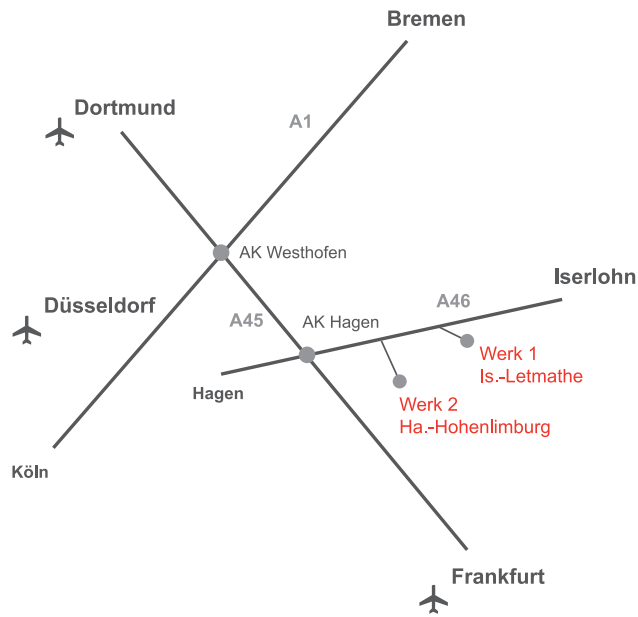 Bremen
Dortmund
A1
AK Westhofen
Iserlohn
Düsseldorf
A46
A45
AK Hagen
Werk 1
Is.-Letmathe
Hagen
Werk 2
Ha.-Hohenlimburg
Köln
Frankfurt